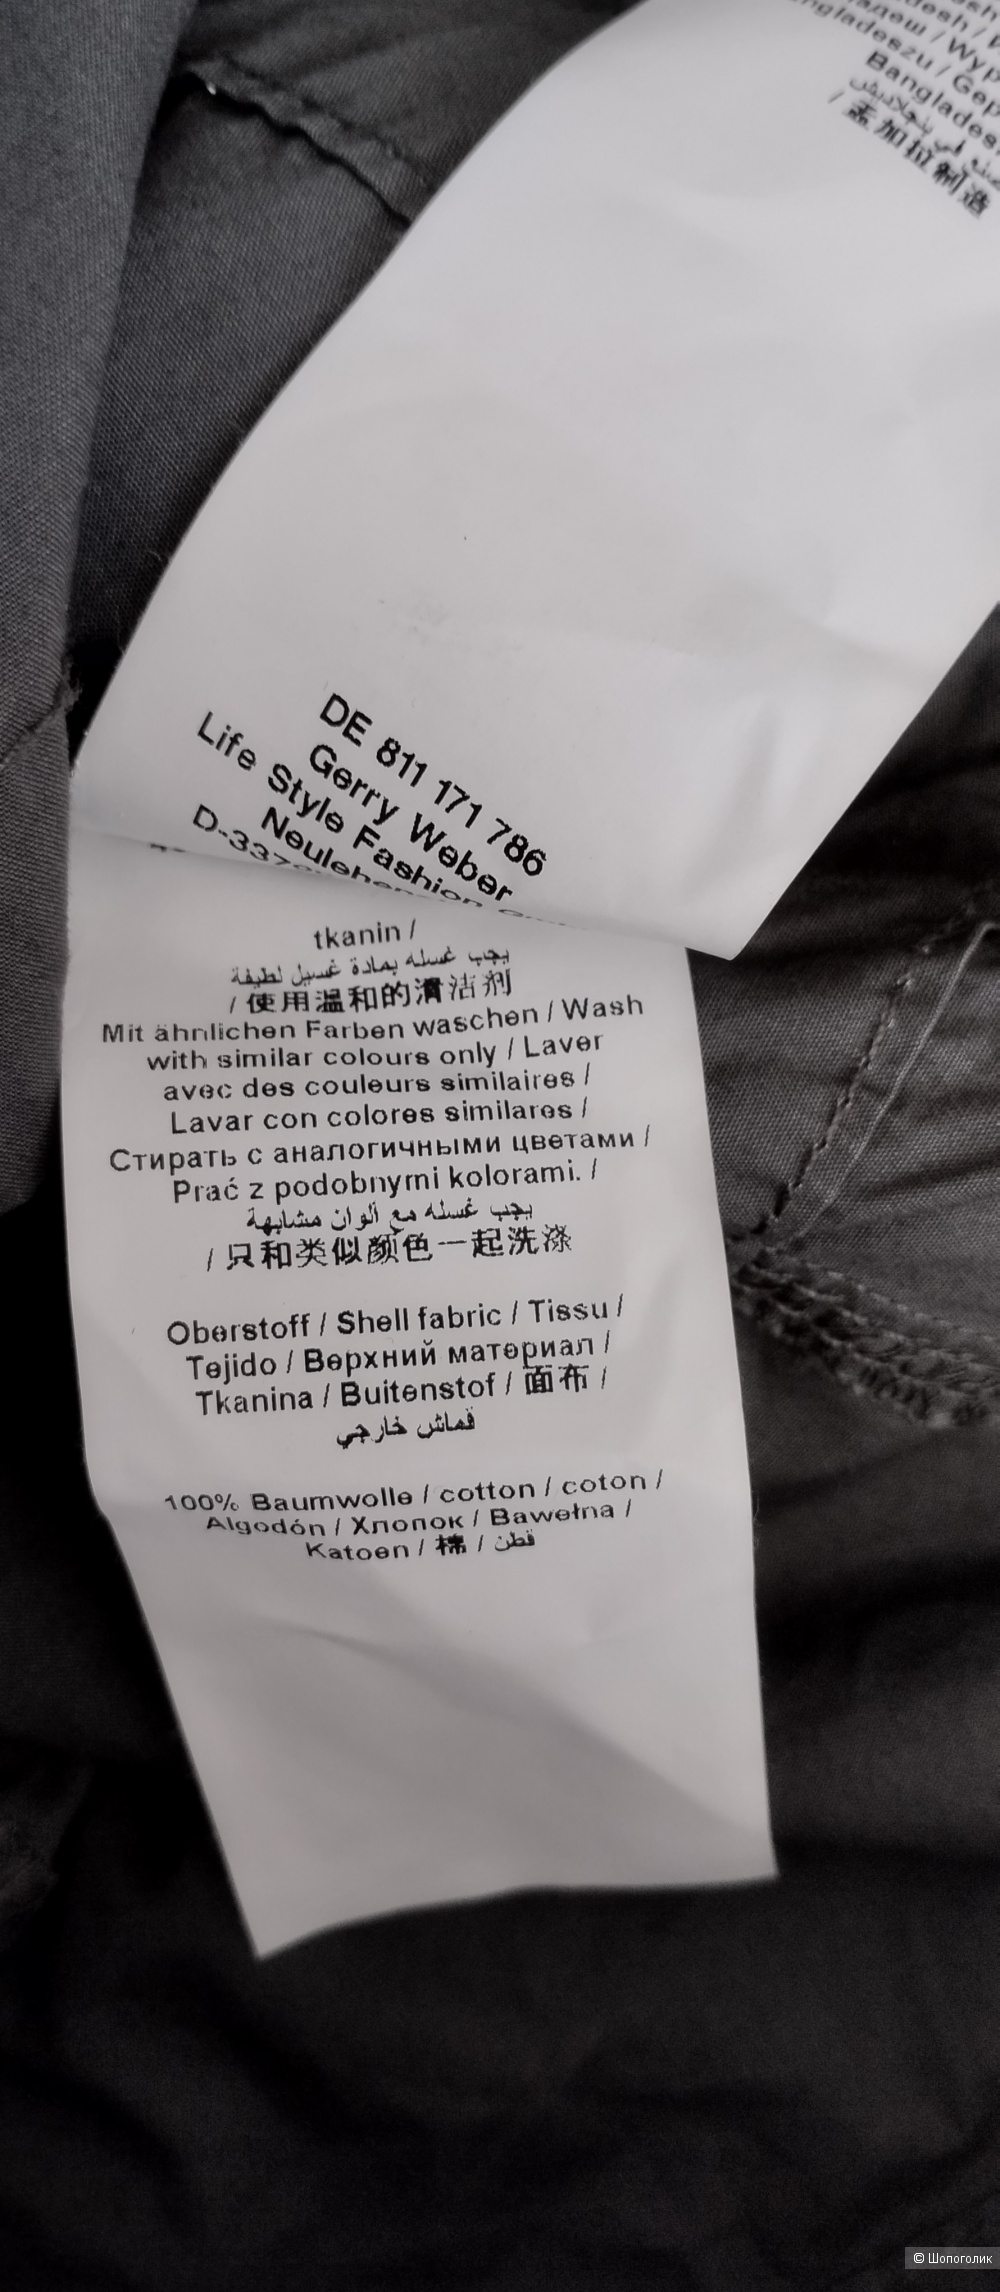 Bangladesh
/ 孟加拉制造
DE 811 171 786
Gerry Weber
Life Style Fashion
tkanin /
يجب غسله بمادة غسيل لطيفة
/ 使用温和的清洁剂
Mit ähnlichen Farben waschen / Wash
with similar colours only / Laver
avec des couleurs similaires /
Lavar con colores similares /
Стирать с аналогичными цветами /
Prać z podobnymi kolorami. /
يجب غسله مع ألوان مشابهة
/ 只和类似颜色一起洗涤
Oberstoff / Shell fabric / Tissu /
Tejido / Верхний материал /
Tkanina / Buitenstof / 面布 /
قماش خارجي
100% Baumwolle / cotton / coton /
Algodón / Хлопок / Bawełna /
Katoen / 棉 / قطن
© Шопоголик